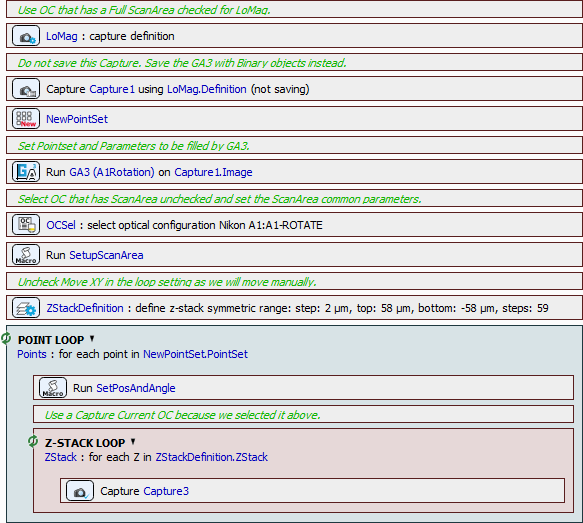 Use OC that has a Full ScanArea checked for LoMag.
LoMag : capture definition
Do not save this Capture. Save the GA3 with Binary objects instead.
Capture Capture1 using LoMag.Definition (not saving)
New NewPointSet
Set Pointset and Parameters to be filled by GA3.
Run GA3 (A1Rotation) on Capture1.Image
Select OC that has ScanArea unchecked and set the ScanArea common parameters.
OC OCSel : select optical configuration Nikon A1:A1-ROTATE
Macro Run SetupScanArea
Uncheck Move XY in the loop setting as we will move manually.
ZStackDefinition : define z-stack symmetric range: step: 2 µm, top: 58 µm, bottom: -58 µm, steps: 59
POINT LOOP
Points : for each point in NewPointSet.PointSet
Macro Run SetPosAndAngle
Use a Capture Current OC because we selected it above.
Z-STACK LOOP
ZStack : for each Z in ZStackDefinition.ZStack
Capture Capture3